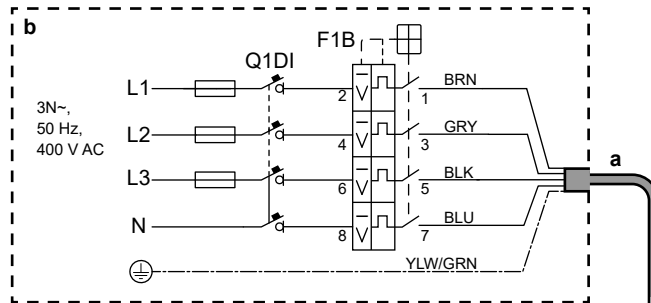 b
F1B
Q1DI
3N~,
50 Hz,
400 V AC
L1 2 1 BRN
L2 4 3 GRY
L3 6 5 BLK
N 8 7 BLU
YLW/GRN
a